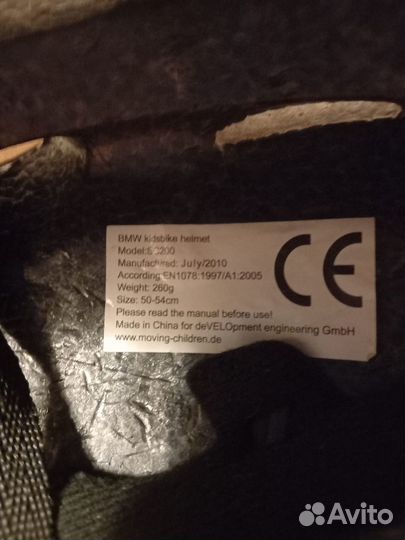 BMW kidsbike helmet
Manufactured: July/2010
According:EN1078:1997/A1:2005
Weight: 260g
Size: 50-54cm
Please read the manual before use!
Made in China for deVELOpment engineering GmbH
www.moving-children.de
CE
Avito